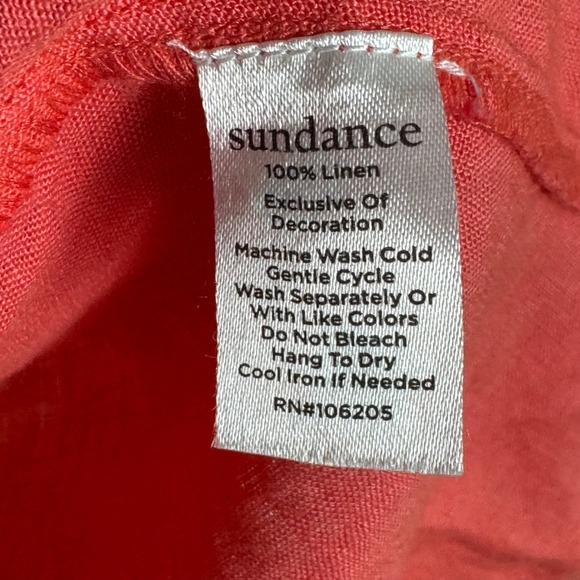 sundance
100% Linen
Exclusive Of
Decoration
Machine Wash Cold
Gentle Cycle
Wash Separately Or
With Like Colors
Do Not Bleach
Hang To Dry
Cool Iron If Needed
RN#106205